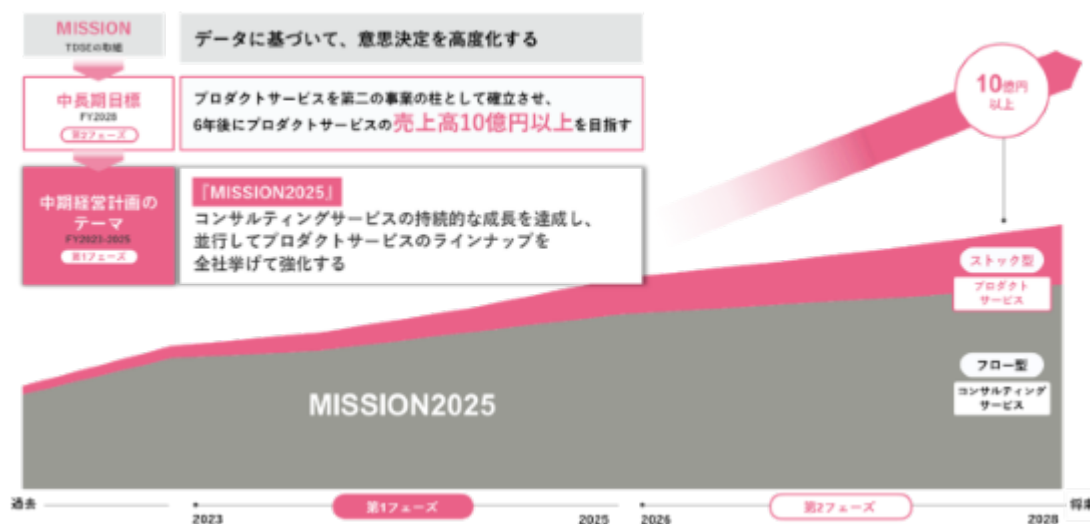 MISSION
TDSEの取組
データに基づいて、意思決定を高度化する
中長期目標
FY2028
第2フェーズ
プロダクトサービスを第二の事業の柱として確立させ、
6年後にプロダクトサービスの売上高10億円以上を目指す
中期経営計画の
テーマ
FY2023-2025
第1フェーズ
『MISSION2025』
コンサルティングサービスの持続的な成長を達成し、
並行してプロダクトサービスのラインナップを
全社挙げて強化する
10億円
以上
ストック型
プロダクト
サービス
フロー型
コンサルティング
サービス
MISSION2025
過去
第1フェーズ
第2フェーズ
将来
2023
2025
2026
2028